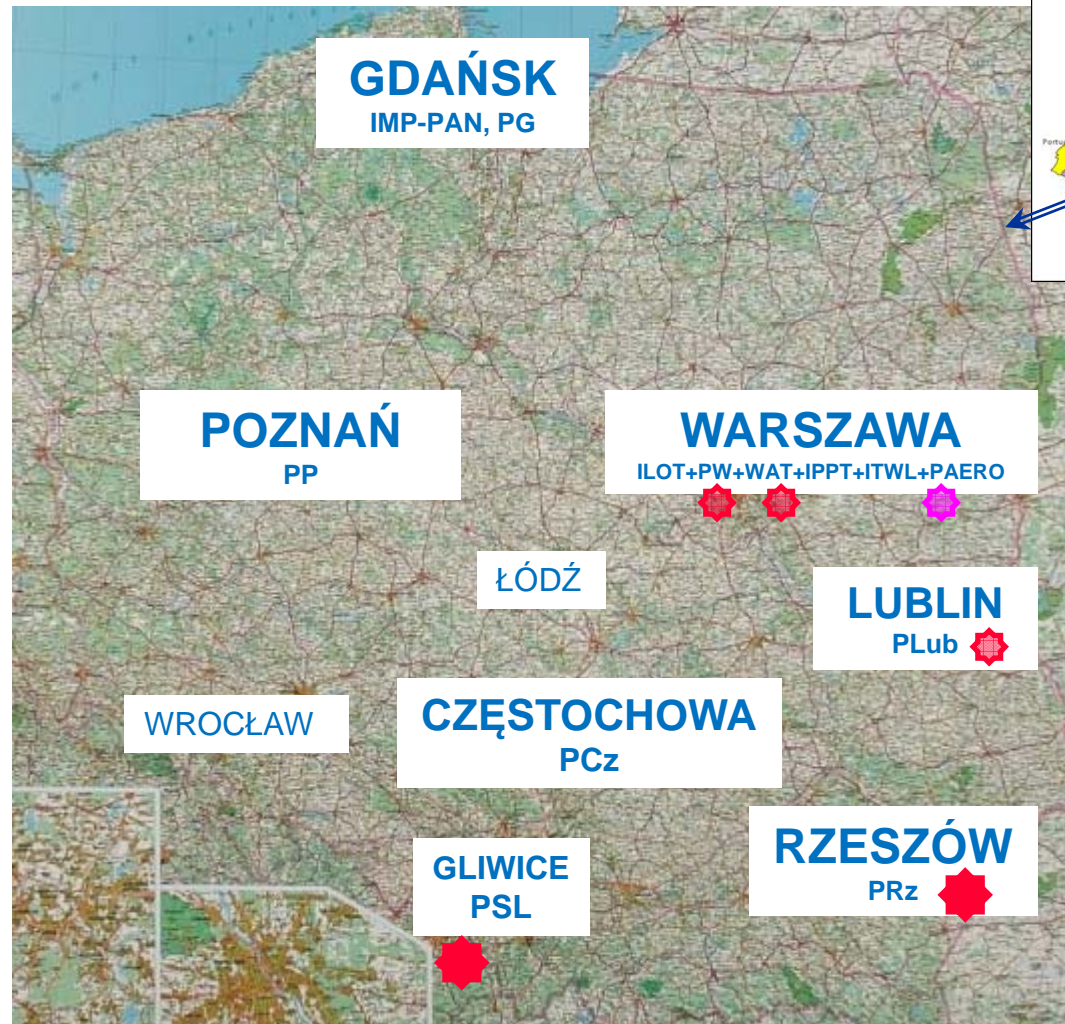 GDAŃSK
IMP-PAN, PG
POZNAŃ
PP
WARSZAWA
ILOT+PW+WAT+IPPT+ITWL+PAERO
ŁÓDŹ
LUBLIN
PLub
WROCŁAW
CZĘSTOCHOWA
PCz
GLIWICE
PSL
RZESZÓW
PRz